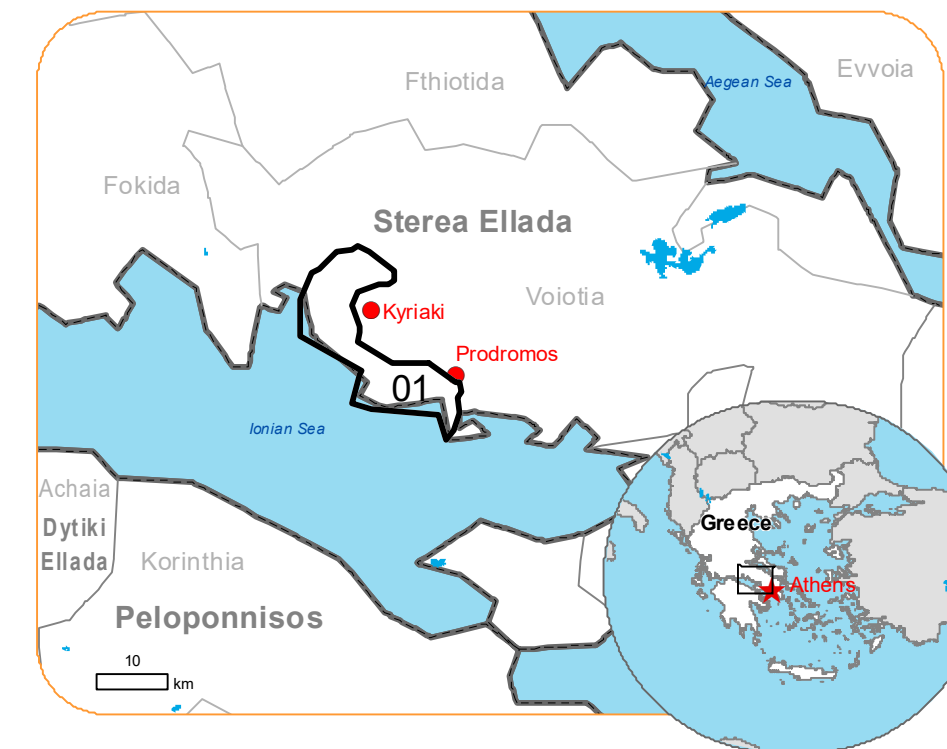 Evvoia
Fthiotida
Aegean Sea
Fokida
Sterea Ellada
Voiotia
Kyriaki
Prodromos
01
Ionian Sea
Achaia
Dytiki
Ellada
Korinthia
Peloponnisos
10
km
Greece
Athens